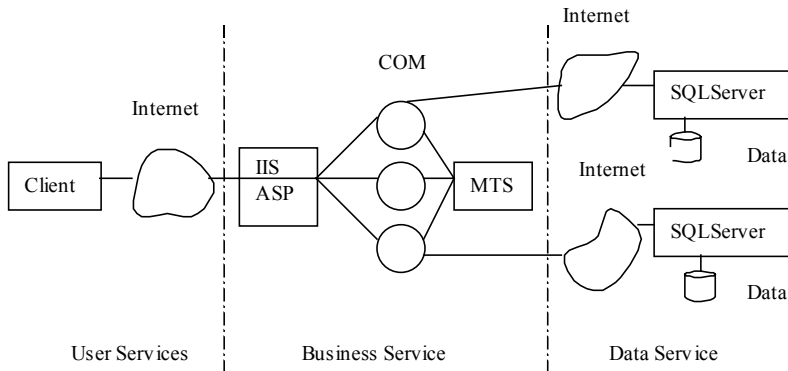 Internet
COM
Internet
SQLServer
Data
Client
IIS
ASP
MTS
Internet
SQLServer
Data
User Services
Business Service
Data Service